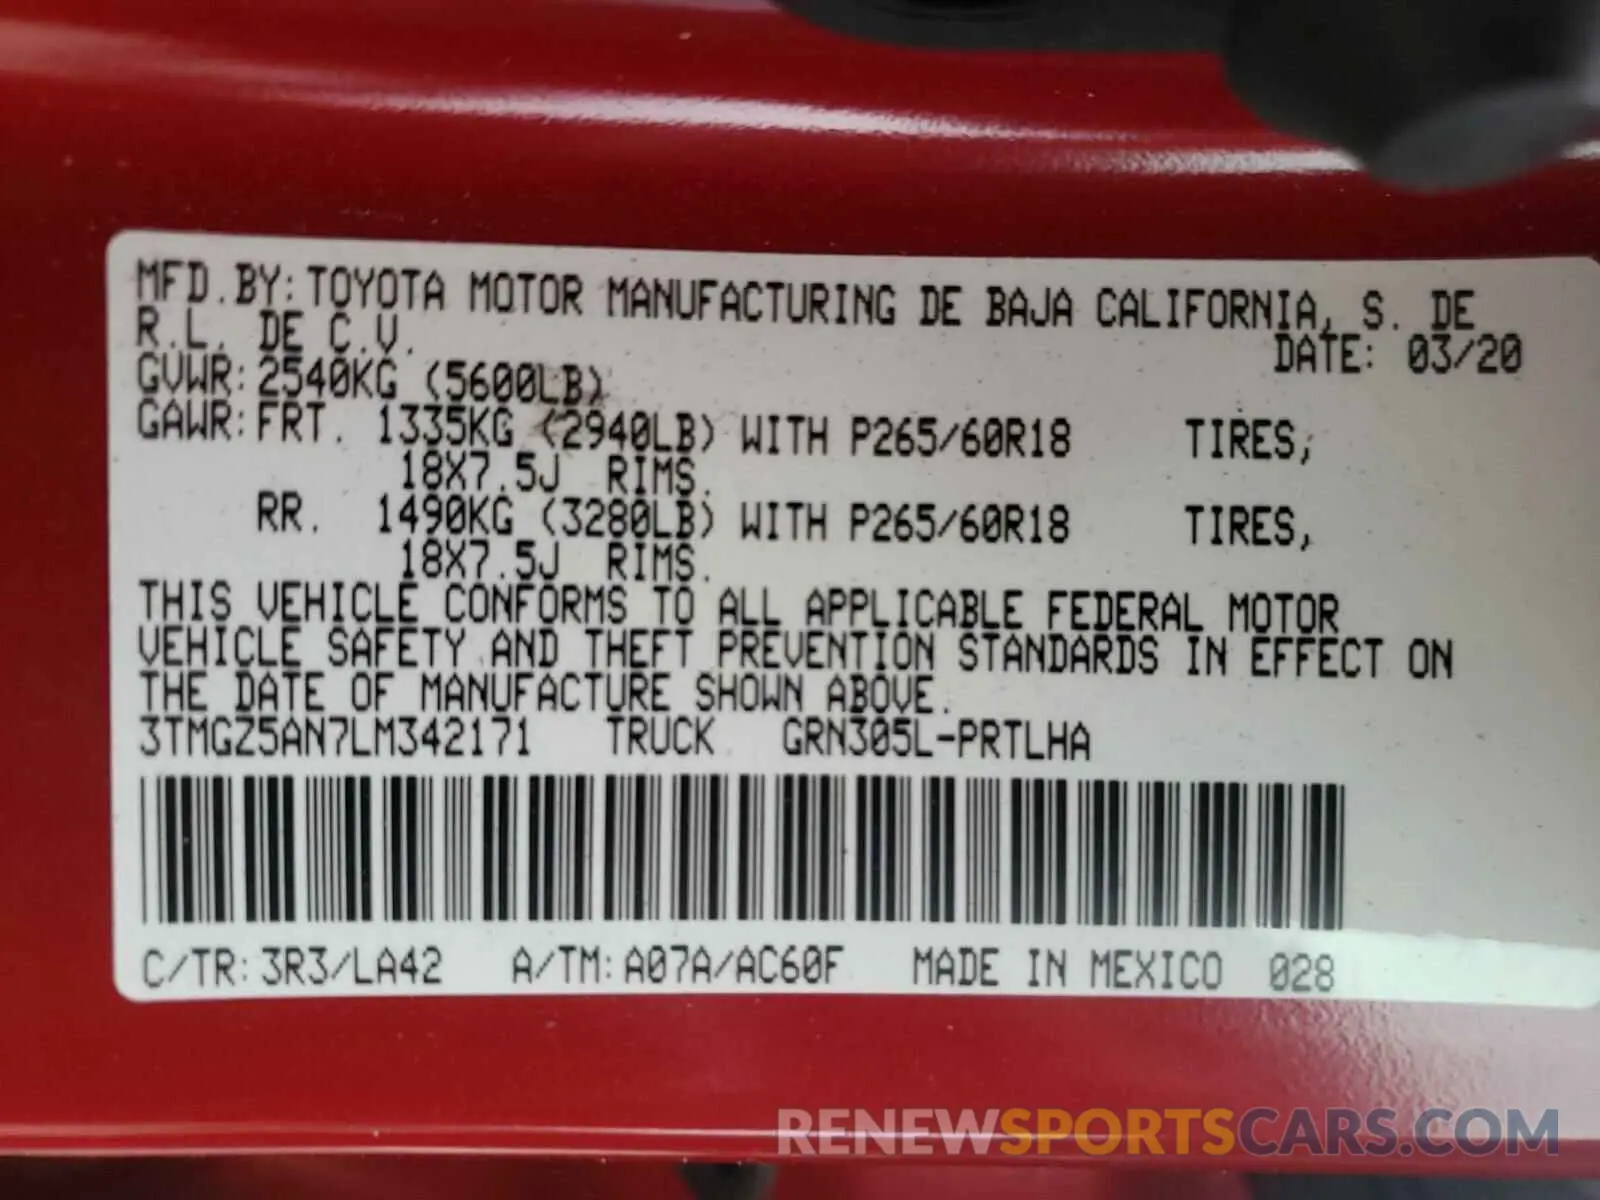 MFD.BY: TOYOTA MOTOR MANUFACTURING DE BAJA CALIFORNIA, S. DE
R.L. DE C.V.
DATE: 03/20
GVWR: 2540KG (5600LB)
GAWR: FRT. 1335KG (2940LB) WITH P265/60R18 TIRES,
18X7.5J RIMS.
RR. 1490KG (3280LB) WITH P265/60R18 TIRES,
18X7.5J RIMS.
THIS VEHICLE CONFORMS TO ALL APPLICABLE FEDERAL MOTOR
VEHICLE SAFETY AND THEFT PREVENTION STANDARDS IN EFFECT ON
THE DATE OF MANUFACTURE SHOWN ABOVE.
3TMGZ5AN7LM342171 TRUCK GRN305L-PRTLHA
C/TR: 3R3/LA42 A/TM: A07A/AC60F MADE IN MEXICO 028
RENEWSPORTSCARS.COM